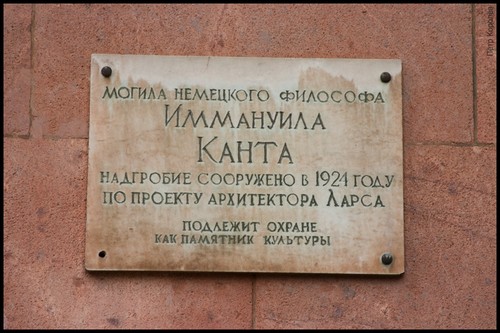 МОГИЛА НЕМЕЦКОГО ФИЛОСОФА
ИММАНУИЛА
КАНТА
НАДГРОБИЕ СООРУЖЕНО В 1924 ГОДУ
ПО ПРОЕКТУ АРХИТЕКТОРА ЛАРСА
ПОДЛЕЖИТ ОХРАНЕ
КАК ПАМЯТНИК КУЛЬТУРЫ